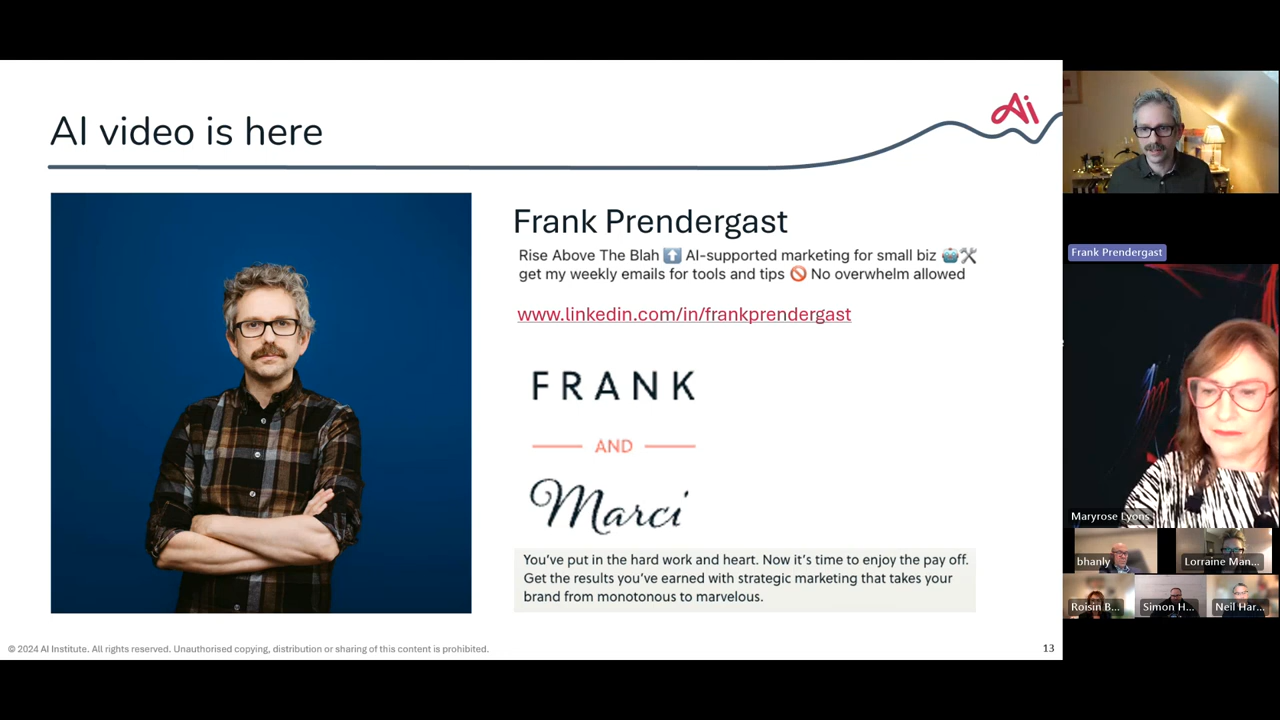 AI video is here
Ai
Frank Prendergast
Rise Above The Blah ⬆️ AI-supported marketing for small biz 🤖🛠️
get my weekly emails for tools and tips 🚫 No overwhelm allowed
www.linkedin.com/in/frankprendergast
FRANK
AND
Marci
You've put in the hard work and heart. Now it's time to enjoy the pay off.
Get the results you've earned with strategic marketing that takes your
brand from monotonous to marvelous.
© 2024 AI Institute. All rights reserved. Unauthorised copying, distribution or sharing of this content is prohibited.
13
Frank Prendergast
Maryrose Lyons
bhanly
Lorraine Man...
Roisin B...
Simon H...
Neil Har...